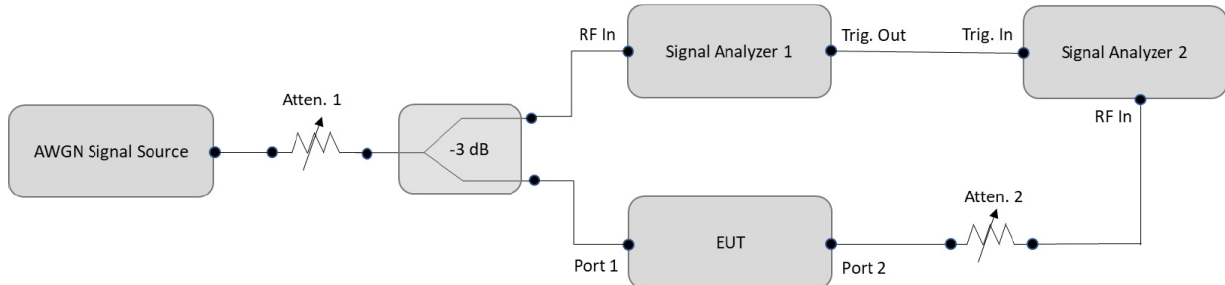 RF In
Signal Analyzer 1
Trig. Out
Trig. In
Signal Analyzer 2
Atten. 1
RF In
AWGN Signal Source
-3 dB
Atten. 2
EUT
Port 1
Port 2